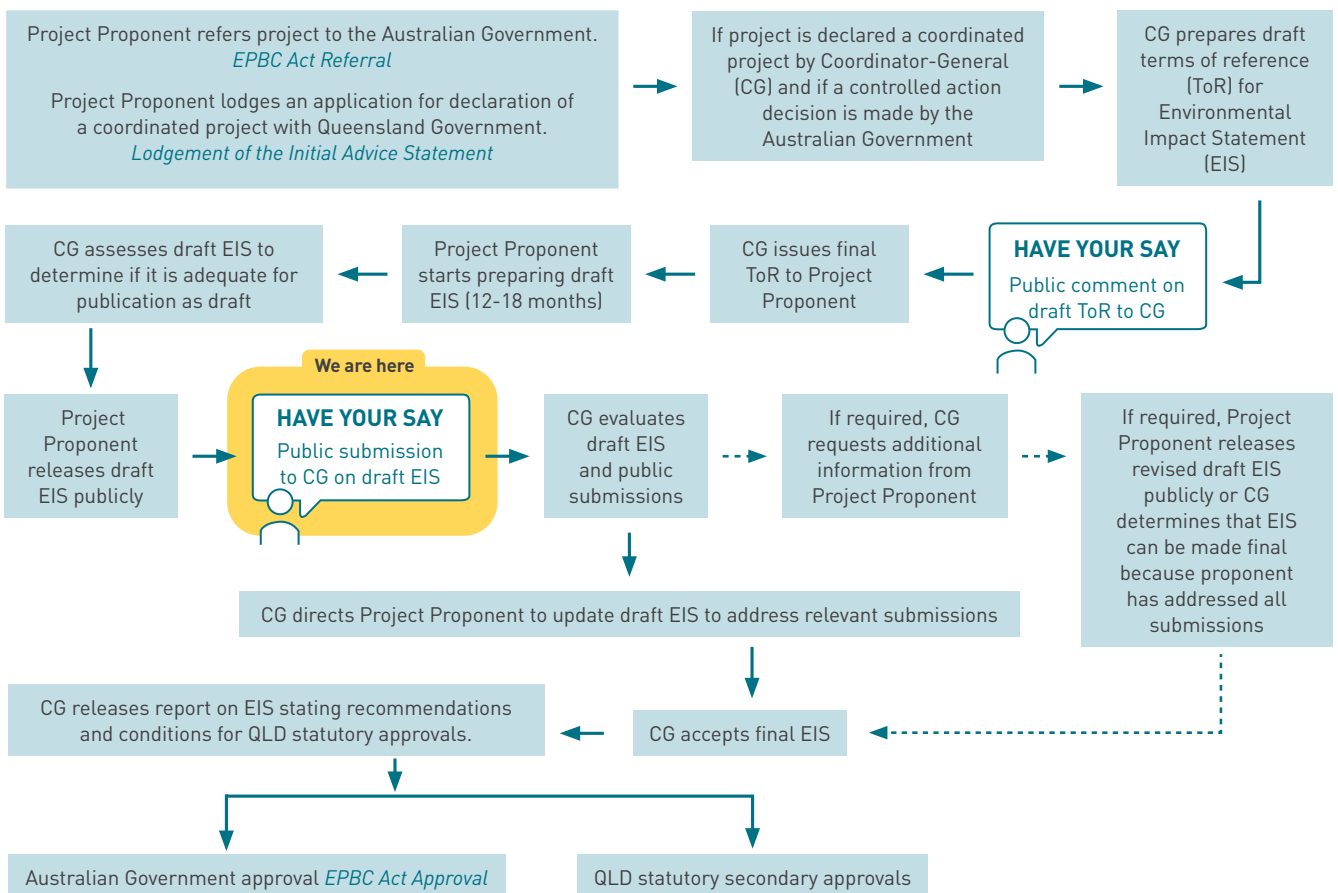 Project Proponent refers project to the Australian Government.
EPBC Act Referral
Project Proponent lodges an application for declaration of
a coordinated project with Queensland Government.
Lodgement of the Initial Advice Statement
If project is declared a coordinated
project by Coordinator-General
(CG) and if a controlled action
decision is made by the
Australian Government
CG prepares draft
terms of reference
(ToR) for
Environmental
Impact Statement
(EIS)
HAVE YOUR SAY
Public comment on
draft ToR to CG
CG issues final
ToR to Project
Proponent
Project Proponent
starts preparing draft
EIS (12-18 months)
CG assesses draft EIS to
determine if it is adequate for
publication as draft
Project
Proponent
releases draft
EIS publicly
We are here
HAVE YOUR SAY
Public submission
to CG on draft EIS
CG evaluates
draft EIS
and public
submissions
If required, CG
requests additional
information from
Project Proponent
If required, Project
Proponent releases
revised draft EIS
publicly or CG
determines that EIS
can be made final
because proponent
has addressed all
submissions
CG directs Project Proponent to update draft EIS to address relevant submissions
CG accepts final EIS
CG releases report on EIS stating recommendations
and conditions for QLD statutory approvals.
Australian Government approval EPBC Act Approval
QLD statutory secondary approvals